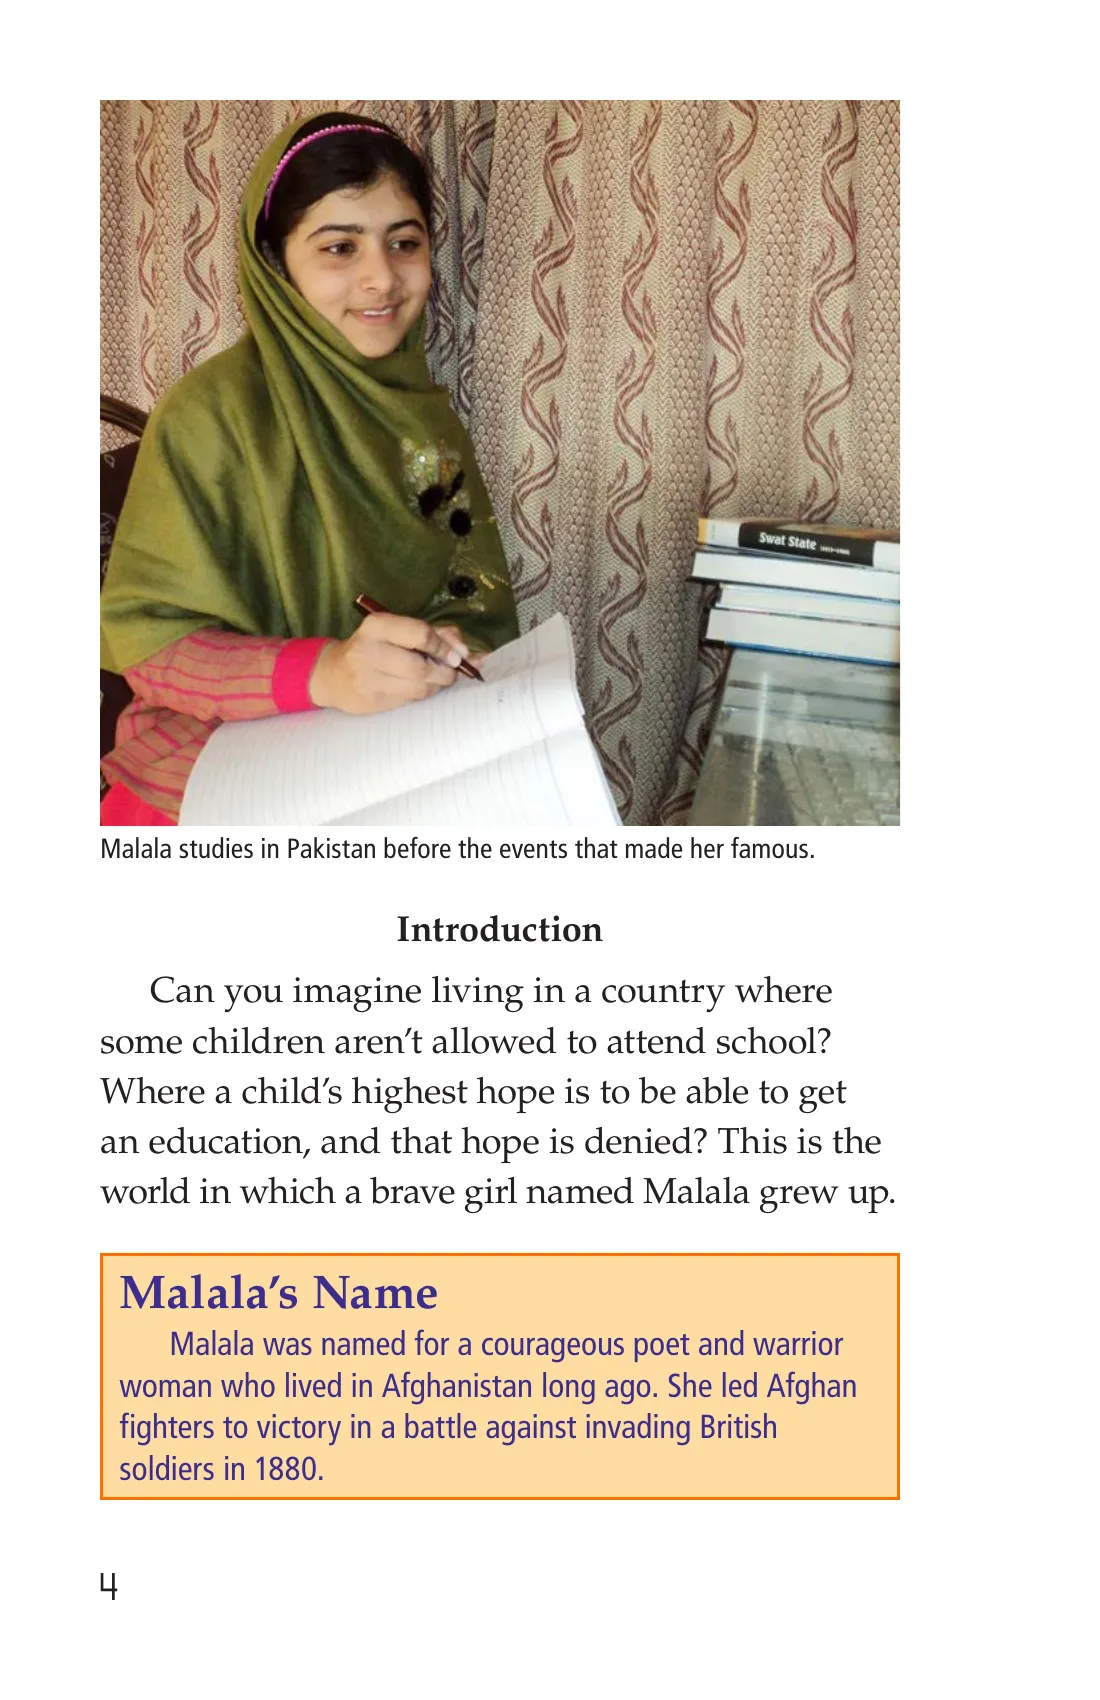 Swat State
Malala studies in Pakistan before the events that made her famous.
Introduction
Can you imagine living in a country where
some children aren’t allowed to attend school?
Where a child’s highest hope is to be able to get
an education, and that hope is denied? This is the
world in which a brave girl named Malala grew up.
Malala’s Name
Malala was named for a courageous poet and warrior
woman who lived in Afghanistan long ago. She led Afghan
fighters to victory in a battle against invading British
soldiers in 1880.
4